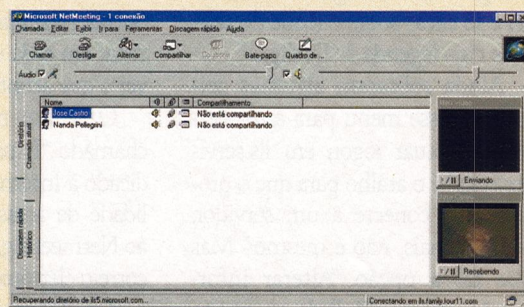 Microsoft NetMeeting - 1 conexão
Chamada Editar Exibir Ir para Ferramentas Discagem rápida Ajuda
Chamar Desligar Alternar Compartilhar Bate-papo Quadro de ...
Áudio
Nome Compartilhamento
Jose Castro Não está compartilhando
Nanda Pellegrini Não está compartilhando
Diretório
Chamada atual
Discagem rápida
Histórico
Enviando
Jose Castro
Recebendo
Recuperando diretório de ils5.microsoft.com...
Conectando em ils.family.four11.com